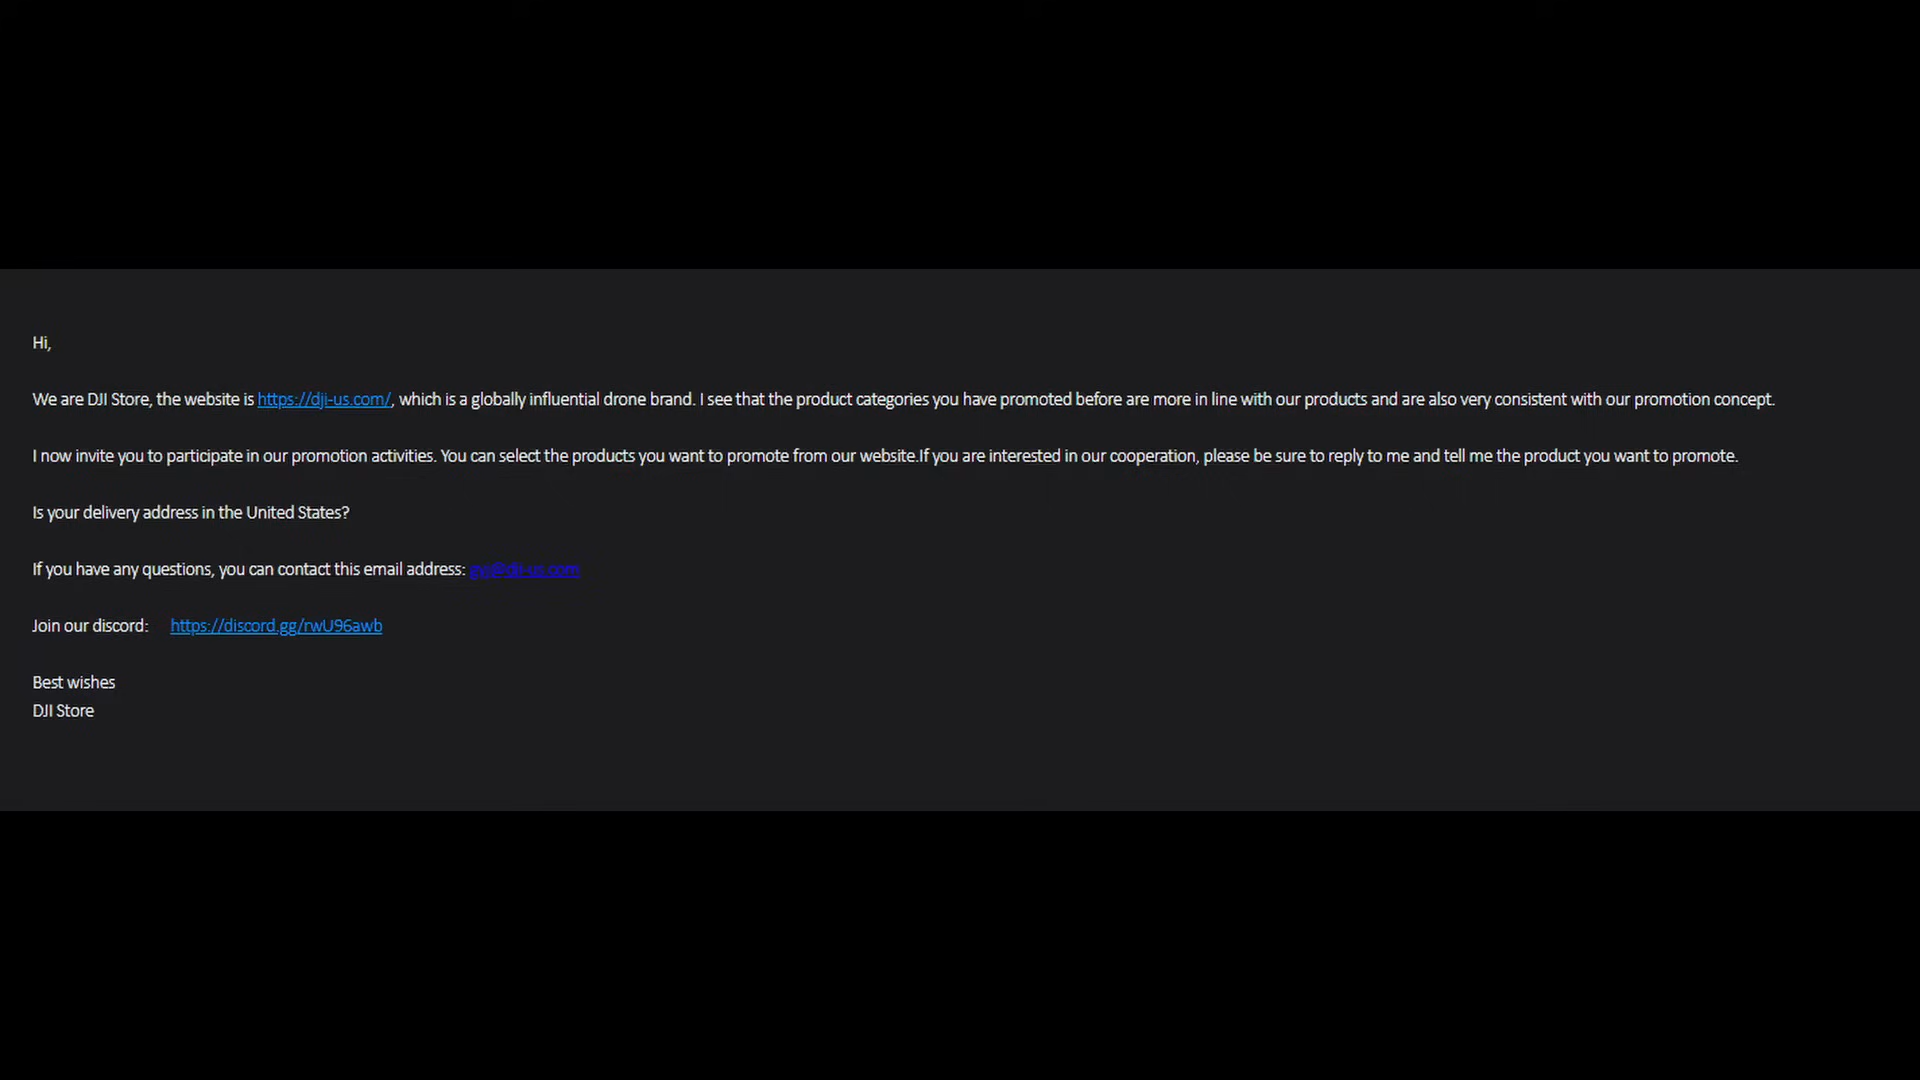 Hi,
We are DJI Store, the website is https://dji-us.com/, which is a globally influential drone brand. I see that the product categories you have promoted before are more in line with our products and are also very consistent with our promotion concept.
I now invite you to participate in our promotion activities. You can select the products you want to promote from our website.If you are interested in our cooperation, please be sure to reply to me and tell me the product you want to promote.
Is your delivery address in the United States?
If you have any questions, you can contact this email address:
Join our discord: https://discord.gg/rwU96awb
Best wishes
DJI Store